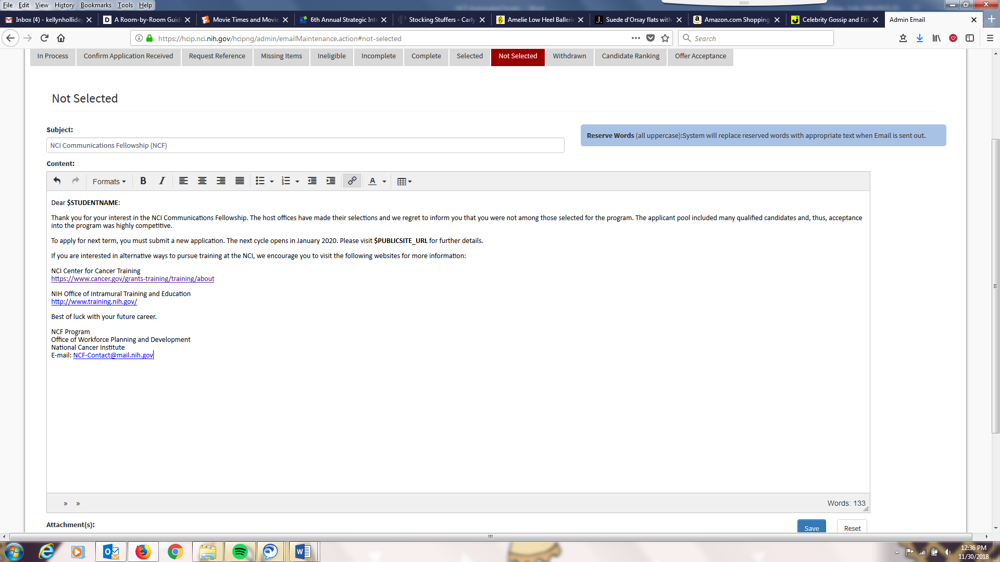 File Edit View History Bookmarks Tools Help
Inbox (4) - kellynholliday
A Room-by-Room Guid
Movie Times and Movie
6th Annual Strategic Inte
Stocking Stuffers - Carly
Amelie Low Heel Ballerin
Suede d'Orsay flats with
Amazon.com Shopping
Celebrity Gossip and Ent
Admin Email
https://hcip.nci.nih.gov/hcipng/admin/emailMaintenance.action#not-selected
Search
In Process
Confirm Application Received
Request Reference
Missing Items
Ineligible
Incomplete
Complete
Selected
Not Selected
Withdrawn
Candidate Ranking
Offer Acceptance
Not Selected
Subject:
NCI Communications Fellowship (NCF)
Reserve Words (all uppercase):System will replace reserved words with appropriate text when Email is sent out.
Content:
Formats
B I
A
Dear $STUDENTNAME:
Thank you for your interest in the NCI Communications Fellowship. The host offices have made their selections and we regret to inform you that you were not among those selected for the program. The applicant pool included many qualified candidates and, thus, acceptance
into the program was highly competitive.
To apply for next term, you must submit a new application. The next cycle opens in January 2020. Please visit $PUBLICSITE_URL for further details.
If you are interested in alternative ways to pursue training at the NCI, we encourage you to visit the following websites for more information:
NCI Center for Cancer Training
https://www.cancer.gov/grants-training/training/about
NIH Office of Intramural Training and Education
http://www.training.nih.gov/
Best of luck with your future career.
NCF Program
Office of Workforce Planning and Development
National Cancer Institute
E-mail: NCF-Contact@mail.nih.gov
» »
Words: 133
Attachment(s):
Save
Reset
12:36 PM
11/30/2018